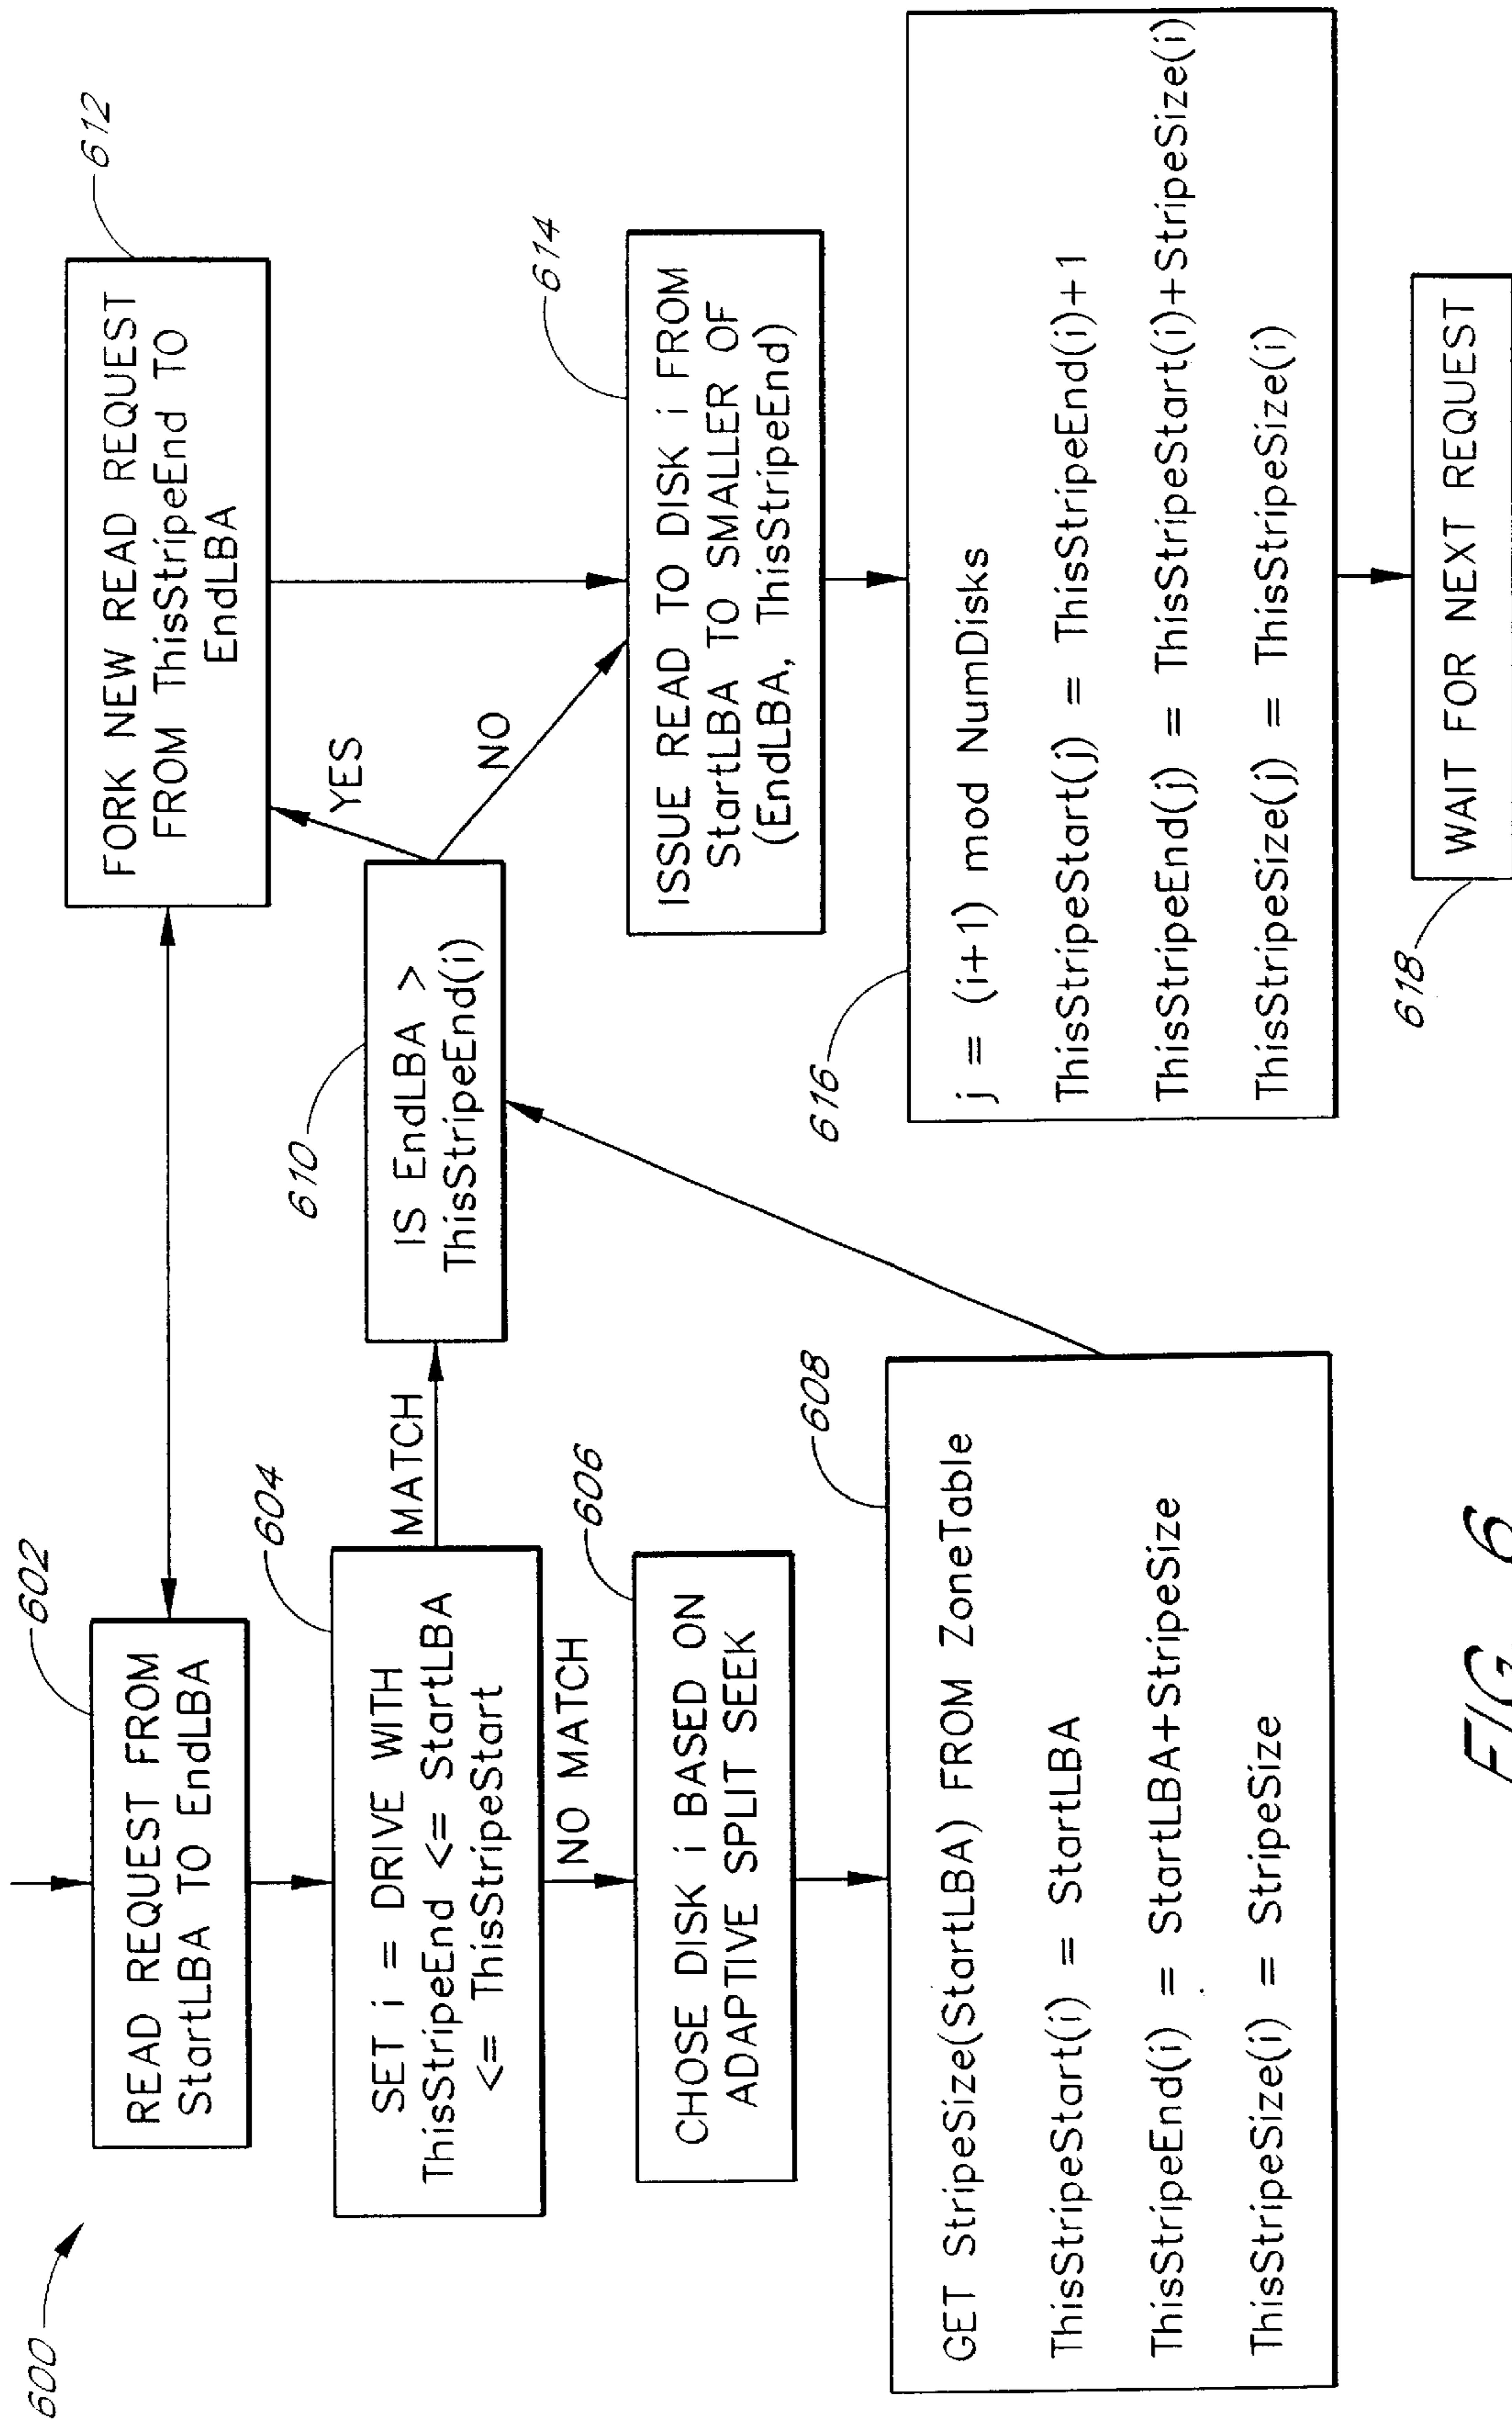 600
602
READ REQUEST FROM
StartLBA TO EndLBA
604
SET i = DRIVE WITH
ThisStripeEnd <= StartLBA
<= ThisStripeStart
MATCH
NO MATCH
606
CHOSE DISK i BASED ON
ADAPTIVE SPLIT SEEK
608
GET StripeSize(StartLBA) FROM ZoneTable
ThisStripeStart(i) = StartLBA
ThisStripeEnd(i) = StartLBA+StripeSize
ThisStripeSize(i) = StripeSize
610
IS EndLBA >
ThisStripeEnd(i)
YES
NO
612
FORK NEW READ REQUEST
FROM ThisStripeEnd TO
EndLBA
614
ISSUE READ TO DISK i FROM
StartLBA TO SMALLER OF
(EndLBA, ThisStripeEnd)
616
j = (i+1) mod NumDisks
ThisStripeStart(j) = ThisStripeEnd(i)+1
ThisStripeEnd(j) = ThisStripeStart(i)+StripeSize(i)
ThisStripeSize(j) = ThisStripeSize(i)
618
WAIT FOR NEXT REQUEST
FIG. 6